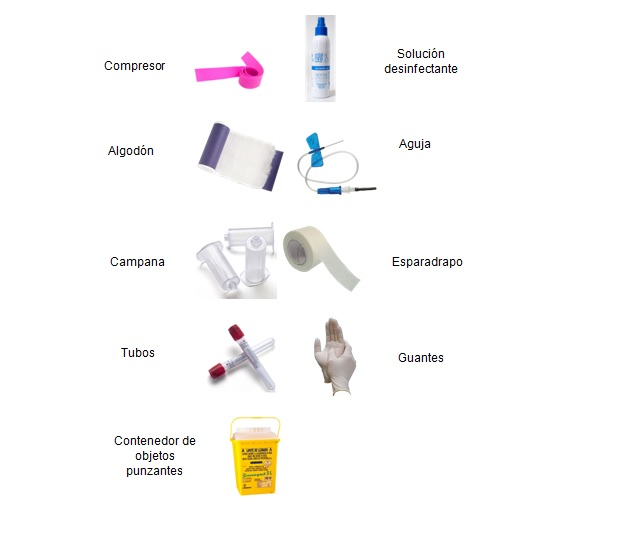 Compresor
Solución
desinfectante
Algodón
Aguja
Campana
Esparadrapo
Tubos
Guantes
Contenedor de
objetos
punzantes